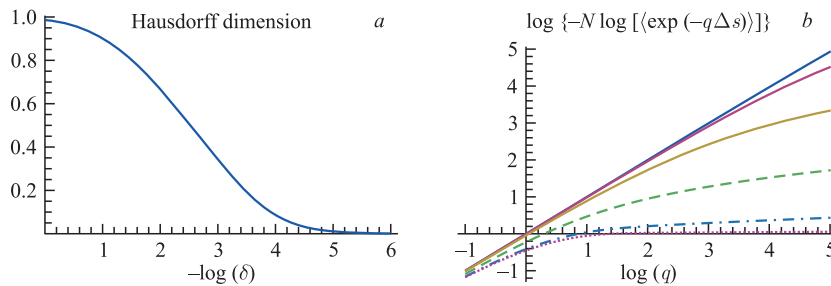 Hausdorff dimension
a
1.0
0.8
0.6
0.4
0.2
1 2 3 4 5 6
−log (δ)
log {−N log [⟨exp (−qΔs)⟩]}
b
5
4
3
2
1
−1
−1 0 1 2 3 4 5
log (q)